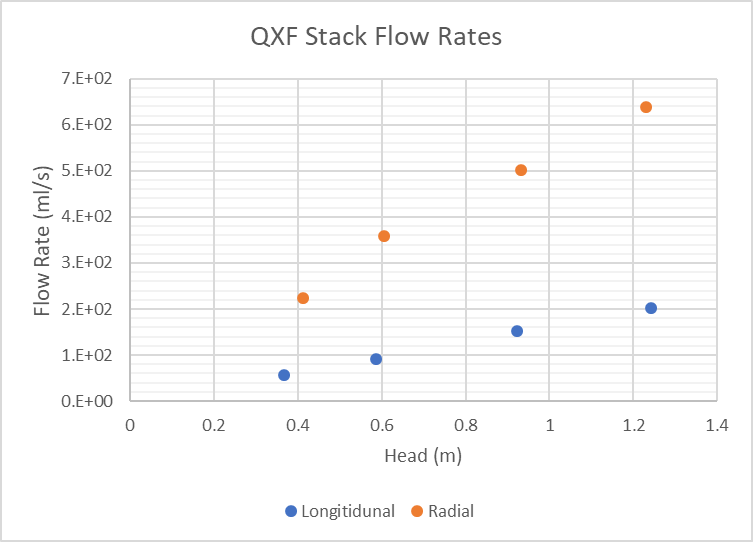 QXF Stack Flow Rates
7.E+02
6.E+02
5.E+02
4.E+02
3.E+02
2.E+02
1.E+02
0.E+00
Flow Rate (ml/s)
0 0.2 0.4 0.6 0.8 1 1.2 1.4
Head (m)
Longitidunal Radial